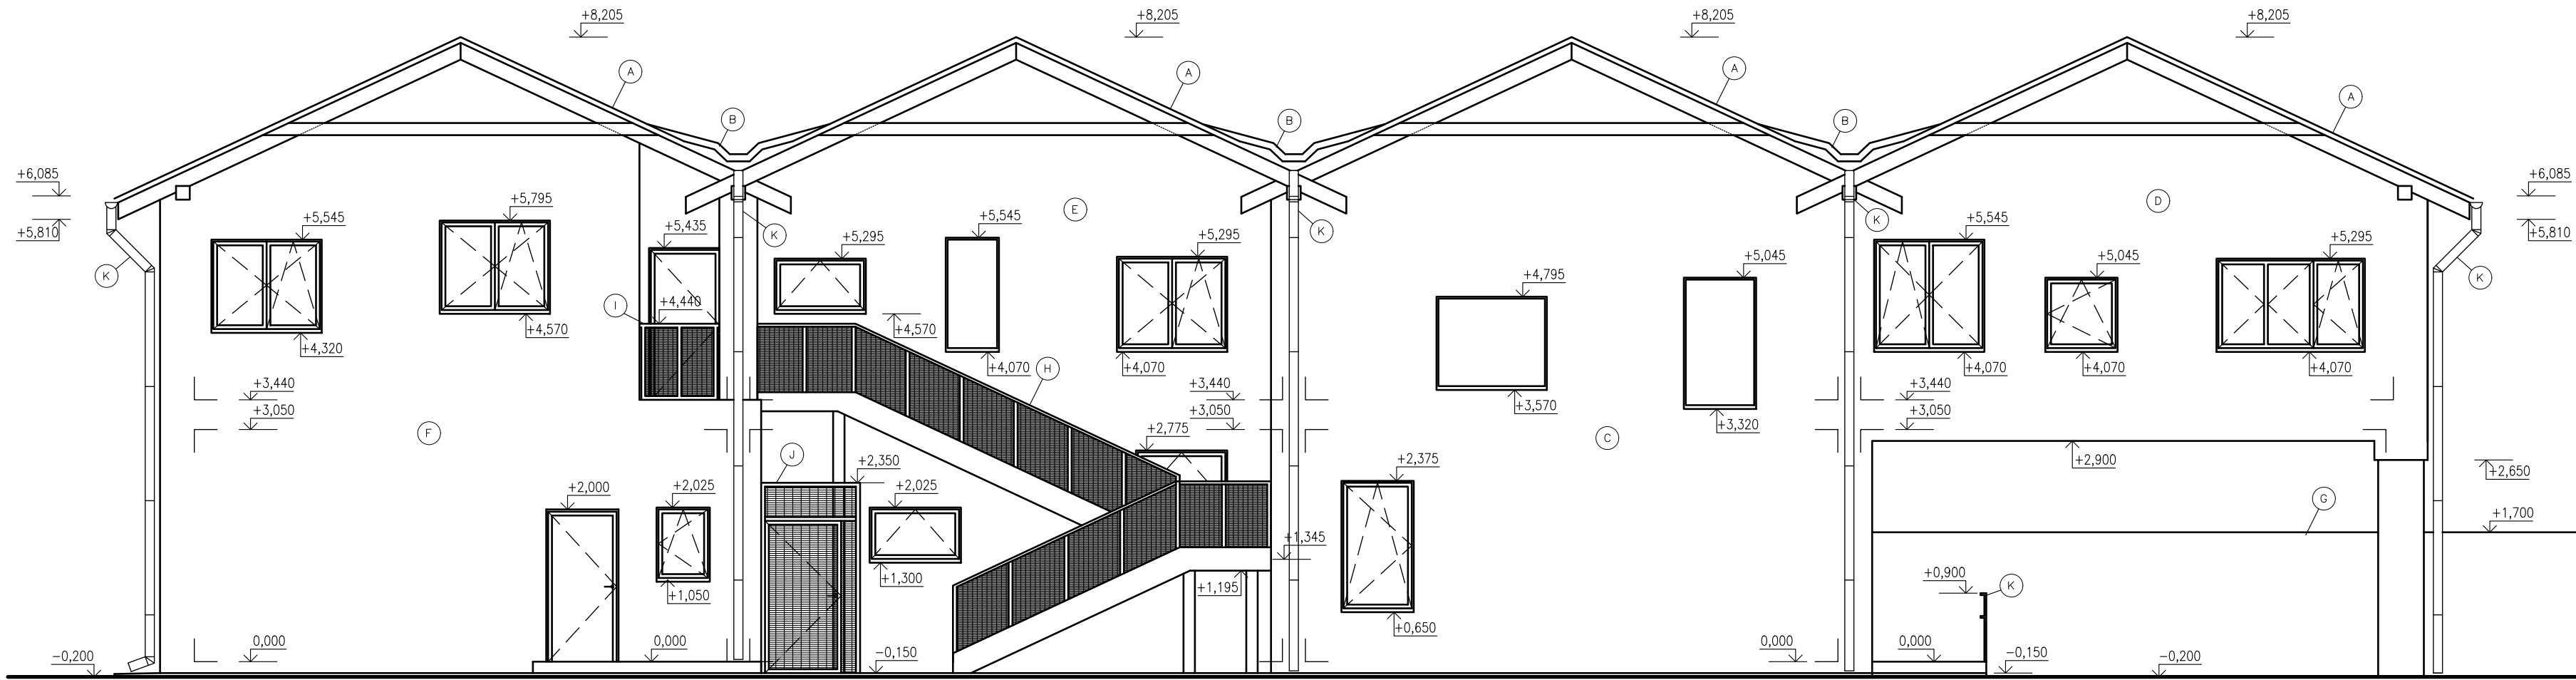 +8,205
+8,205
+8,205
+8,205
A
A
A
A
B
B
B
+6,085
+5,810
+6,085
+5,810
K
K
K
K
K
+5,545
+4,320
+5,795
+4,570
+5,435
I
+4,440
+5,295
+4,570
E
+5,545
+4,070
+5,295
+4,070
H
+4,795
+3,570
+5,045
+3,320
D
+5,545
+4,070
+5,045
+4,070
+5,295
+4,070
+3,440
+3,050
+3,440
+3,050
+3,440
+3,050
F
C
J
+2,775
+2,350
+2,375
+2,900
+2,650
G
+1,700
+2,000
+2,025
+1,050
+2,025
+1,300
+1,345
+1,195
+0,650
+0,900
K
0,000
0,000
0,000
0,000
-0,200
-0,150
-0,150
-0,200